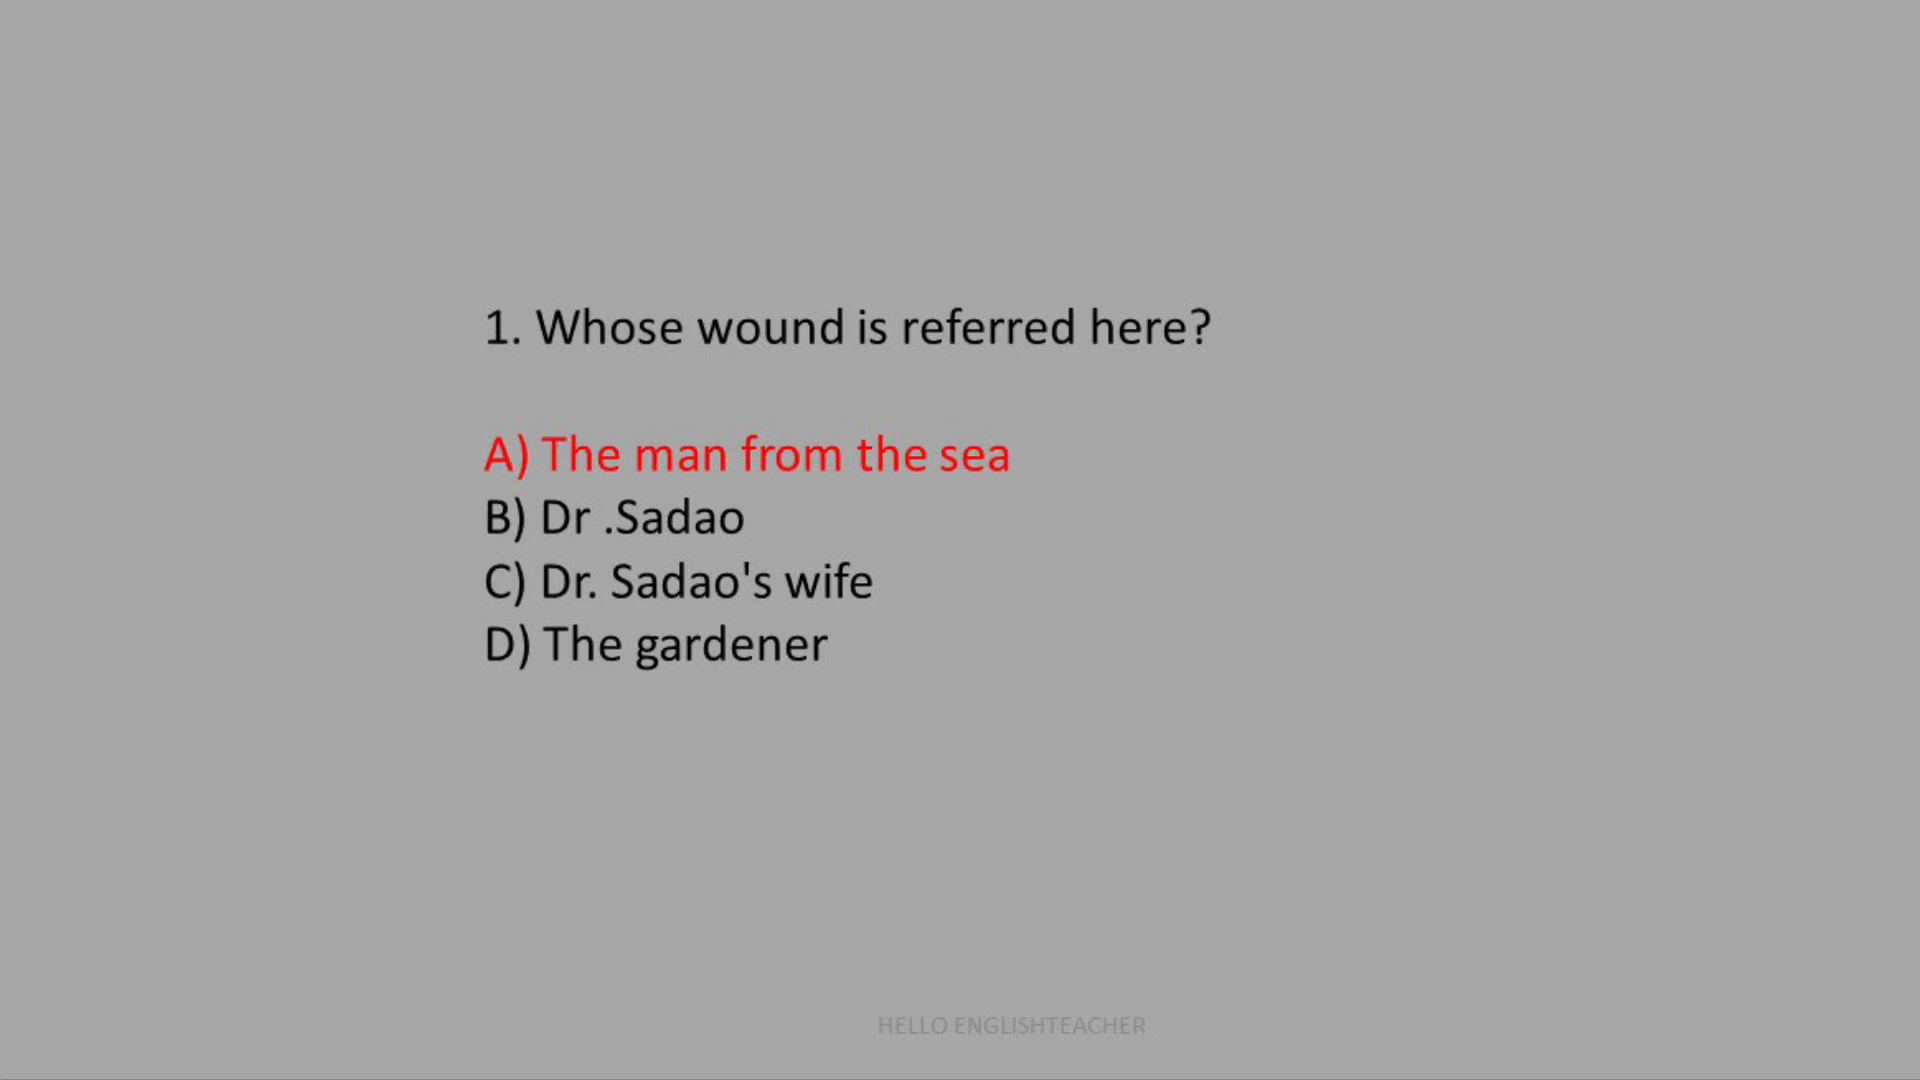 1. Whose wound is referred here?
A) The man from the sea
B) Dr .Sadao
C) Dr. Sadao's wife
D) The gardener
HELLO ENGLISHTEACHER